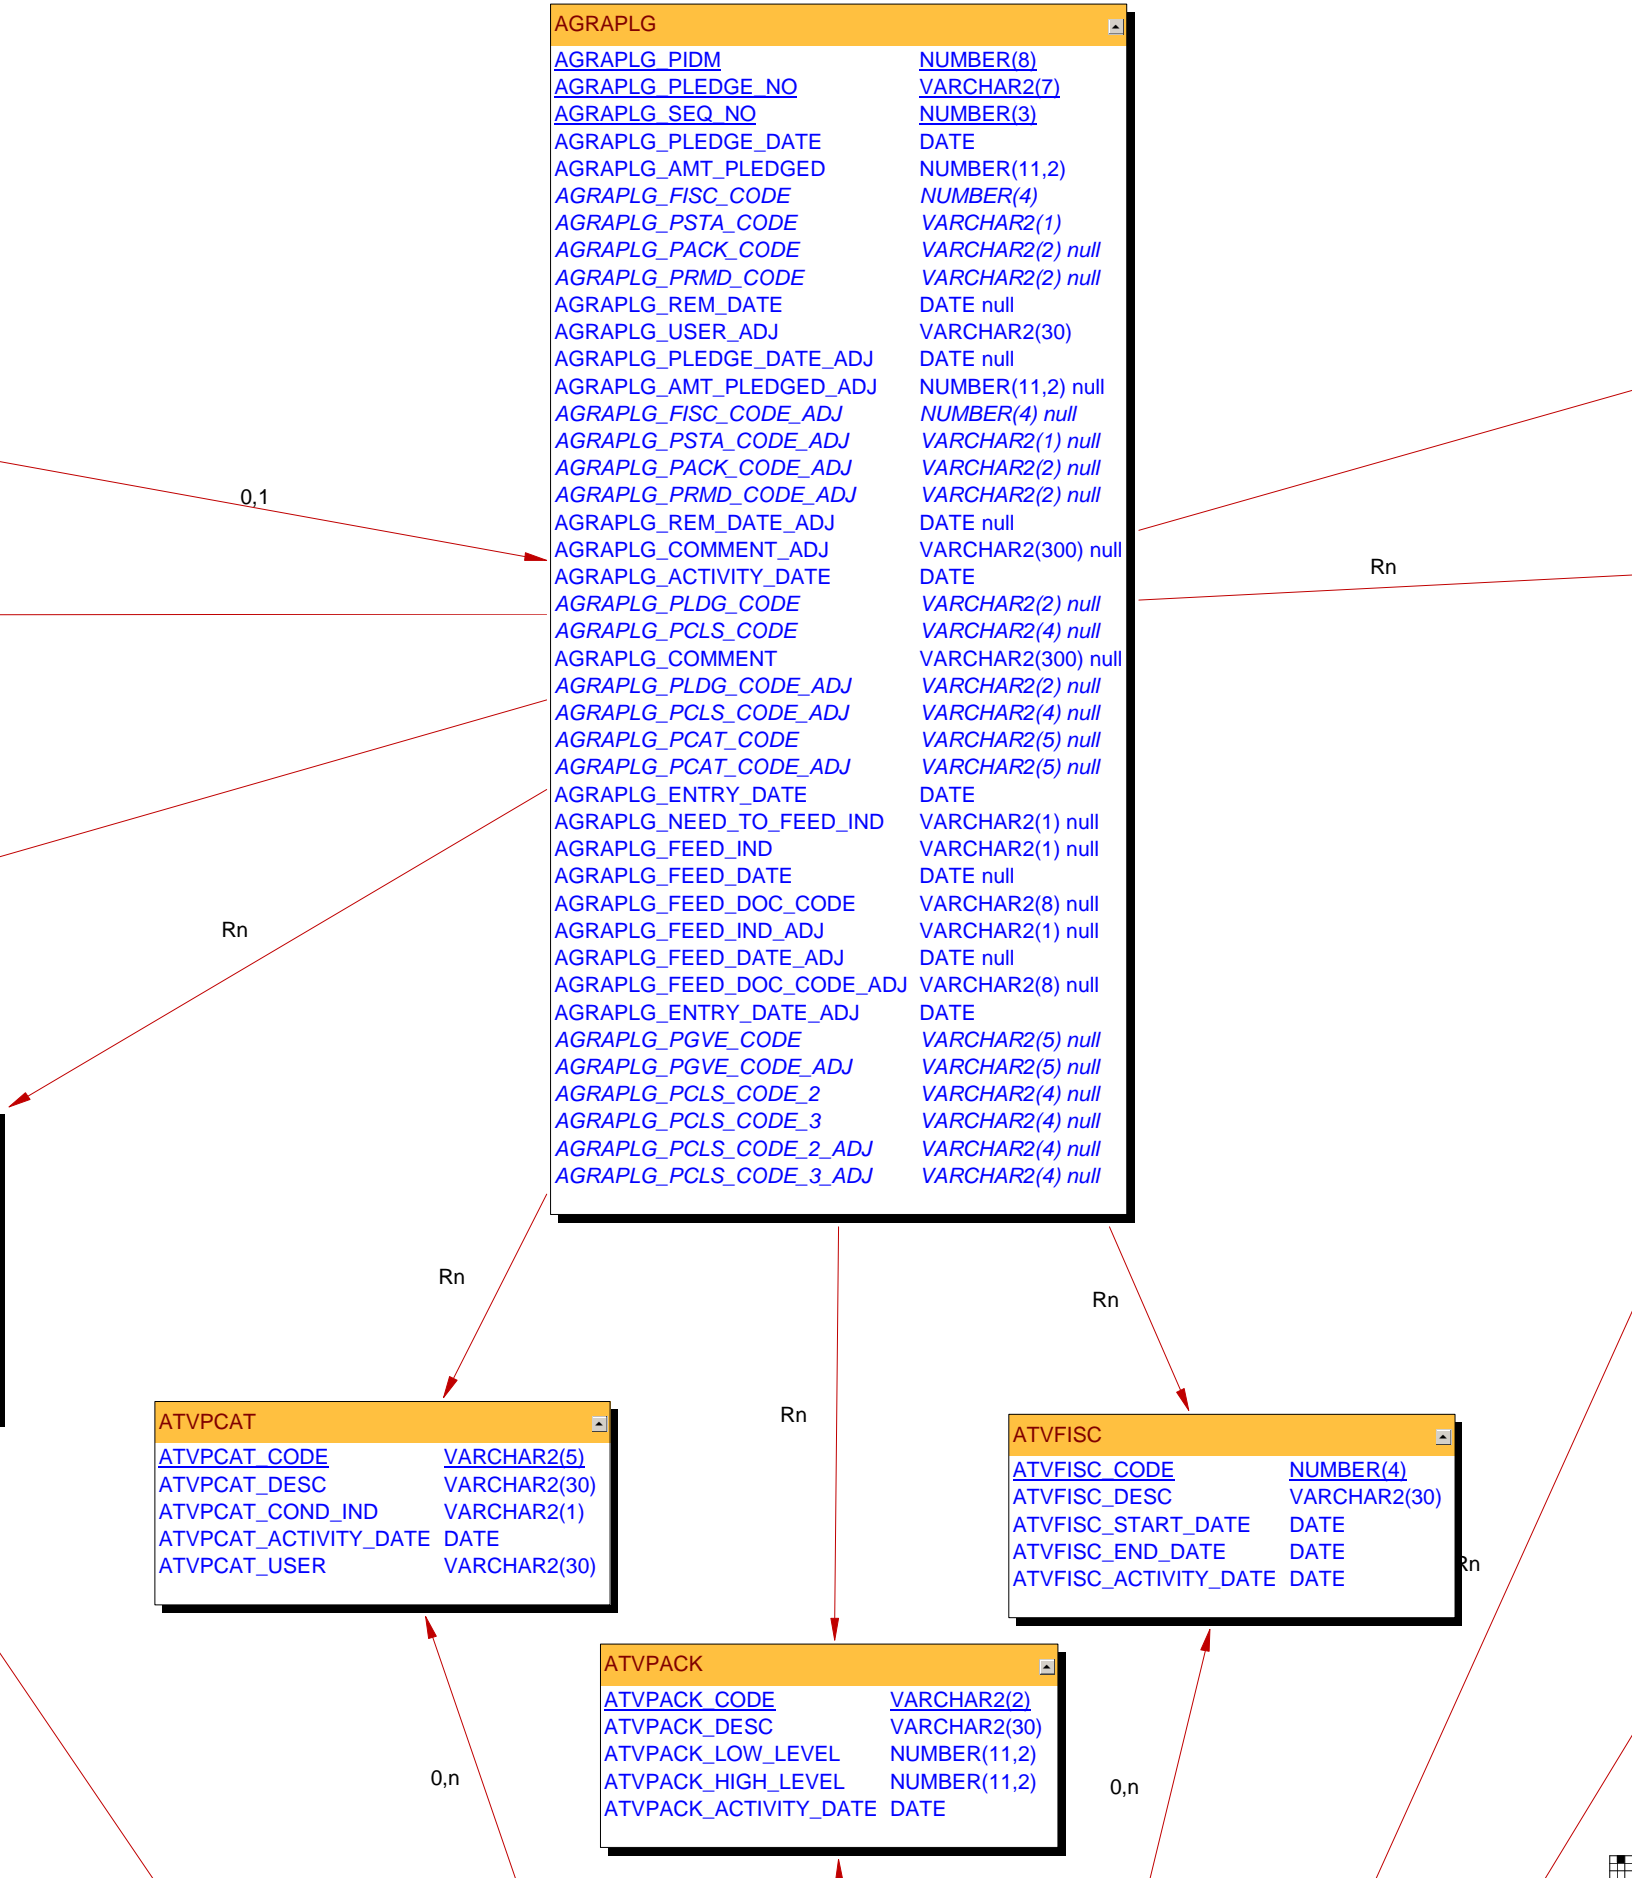 AGRAPLG
AGRAPLG_PIDM NUMBER(8)
AGRAPLG_PLEDGE_NO VARCHAR2(7)
AGRAPLG_SEQ_NO NUMBER(3)
AGRAPLG_PLEDGE_DATE DATE
AGRAPLG_AMT_PLEDGED NUMBER(11,2)
AGRAPLG_FISC_CODE NUMBER(4)
AGRAPLG_PSTA_CODE VARCHAR2(1)
AGRAPLG_PACK_CODE VARCHAR2(2) null
AGRAPLG_PRMD_CODE VARCHAR2(2) null
AGRAPLG_REM_DATE DATE null
AGRAPLG_USER_ADJ VARCHAR2(30)
AGRAPLG_PLEDGE_DATE_ADJ DATE null
AGRAPLG_AMT_PLEDGED_ADJ NUMBER(11,2) null
AGRAPLG_FISC_CODE_ADJ NUMBER(4) null
AGRAPLG_PSTA_CODE_ADJ VARCHAR2(1) null
AGRAPLG_PACK_CODE_ADJ VARCHAR2(2) null
AGRAPLG_PRMD_CODE_ADJ VARCHAR2(2) null
0,1
AGRAPLG_REM_DATE_ADJ DATE null
AGRAPLG_COMMENT_ADJ VARCHAR2(300) null
AGRAPLG_ACTIVITY_DATE DATE
Rn
AGRAPLG_PLDG_CODE VARCHAR2(2) null
AGRAPLG_PCLS_CODE VARCHAR2(4) null
AGRAPLG_COMMENT VARCHAR2(300) null
AGRAPLG_PLDG_CODE_ADJ VARCHAR2(2) null
AGRAPLG_PCLS_CODE_ADJ VARCHAR2(4) null
AGRAPLG_PCAT_CODE VARCHAR2(5) null
AGRAPLG_PCAT_CODE_ADJ VARCHAR2(5) null
AGRAPLG_ENTRY_DATE DATE
AGRAPLG_NEED_TO_FEED_IND VARCHAR2(1) null
AGRAPLG_FEED_IND VARCHAR2(1) null
AGRAPLG_FEED_DATE DATE null
AGRAPLG_FEED_DOC_CODE VARCHAR2(8) null
AGRAPLG_FEED_IND_ADJ VARCHAR2(1) null
Rn
AGRAPLG_FEED_DATE_ADJ DATE null
AGRAPLG_FEED_DOC_CODE_ADJ VARCHAR2(8) null
AGRAPLG_ENTRY_DATE_ADJ DATE
AGRAPLG_PGVE_CODE VARCHAR2(5) null
AGRAPLG_PGVE_CODE_ADJ VARCHAR2(5) null
AGRAPLG_PCLS_CODE_2 VARCHAR2(4) null
AGRAPLG_PCLS_CODE_3 VARCHAR2(4) null
AGRAPLG_PCLS_CODE_2_ADJ VARCHAR2(4) null
AGRAPLG_PCLS_CODE_3_ADJ VARCHAR2(4) null
Rn
Rn
Rn
ATVPCAT
ATVPCAT_CODE VARCHAR2(5)
ATVPCAT_DESC VARCHAR2(30)
ATVPCAT_COND_IND VARCHAR2(1)
ATVPCAT_ACTIVITY_DATE DATE
ATVPCAT_USER VARCHAR2(30)
ATVFISC
ATVFISC_CODE NUMBER(4)
ATVFISC_DESC VARCHAR2(30)
ATVFISC_START_DATE DATE
ATVFISC_END_DATE DATE
ATVFISC_ACTIVITY_DATE DATE
Rn
ATVPACK
ATVPACK_CODE VARCHAR2(2)
ATVPACK_DESC VARCHAR2(30)
ATVPACK_LOW_LEVEL NUMBER(11,2)
ATVPACK_HIGH_LEVEL NUMBER(11,2)
ATVPACK_ACTIVITY_DATE DATE
0,n
0,n